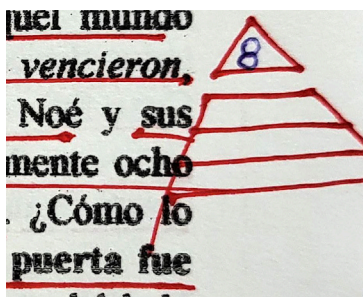 quel mundo
vencieron,
8
Noé y sus
mente ocho
¿Cómo lo
puerta fue